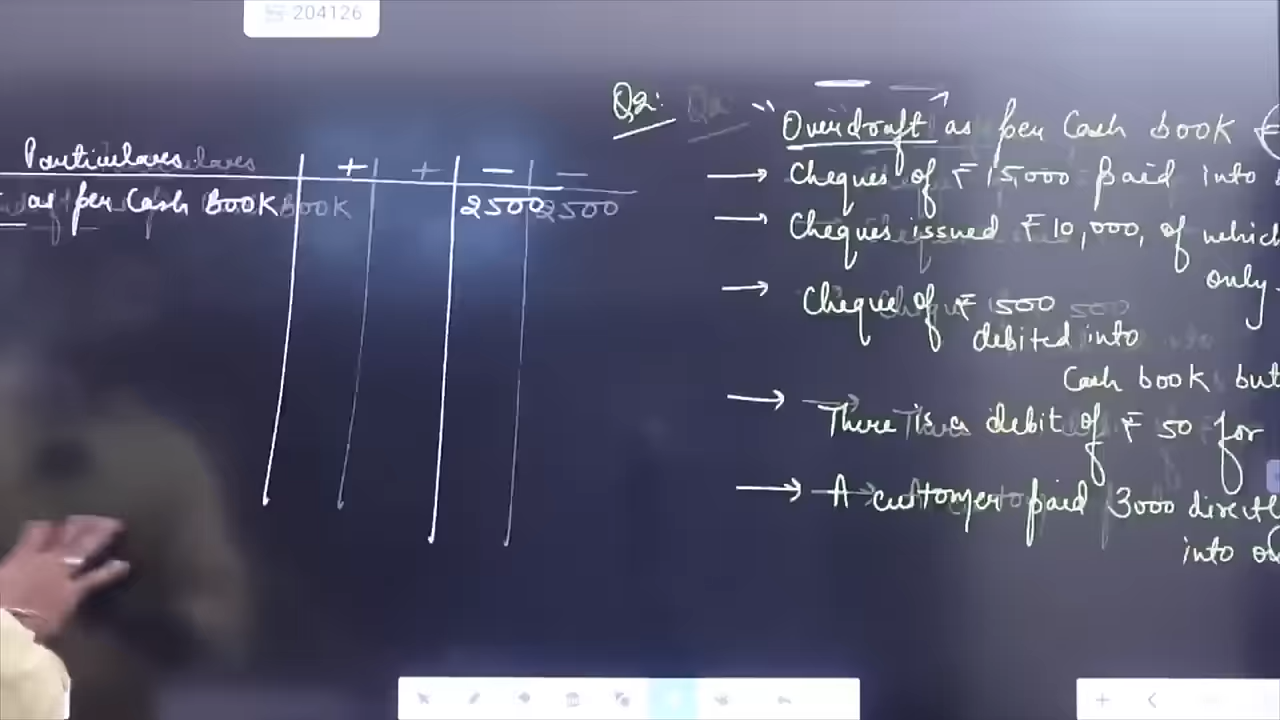 204126
Particulars + -
as per Cash book 2500
Q2: "Overdraft" as per Cash book
→ Cheques of ₹ 15,000 paid into
→ Cheques issued ₹ 10,000, of which
only.
→ Cheque of ₹ 1500
debited into
Cash book but
→ There is a debit of ₹ 50 for
→ A customer paid 3000 directly
into